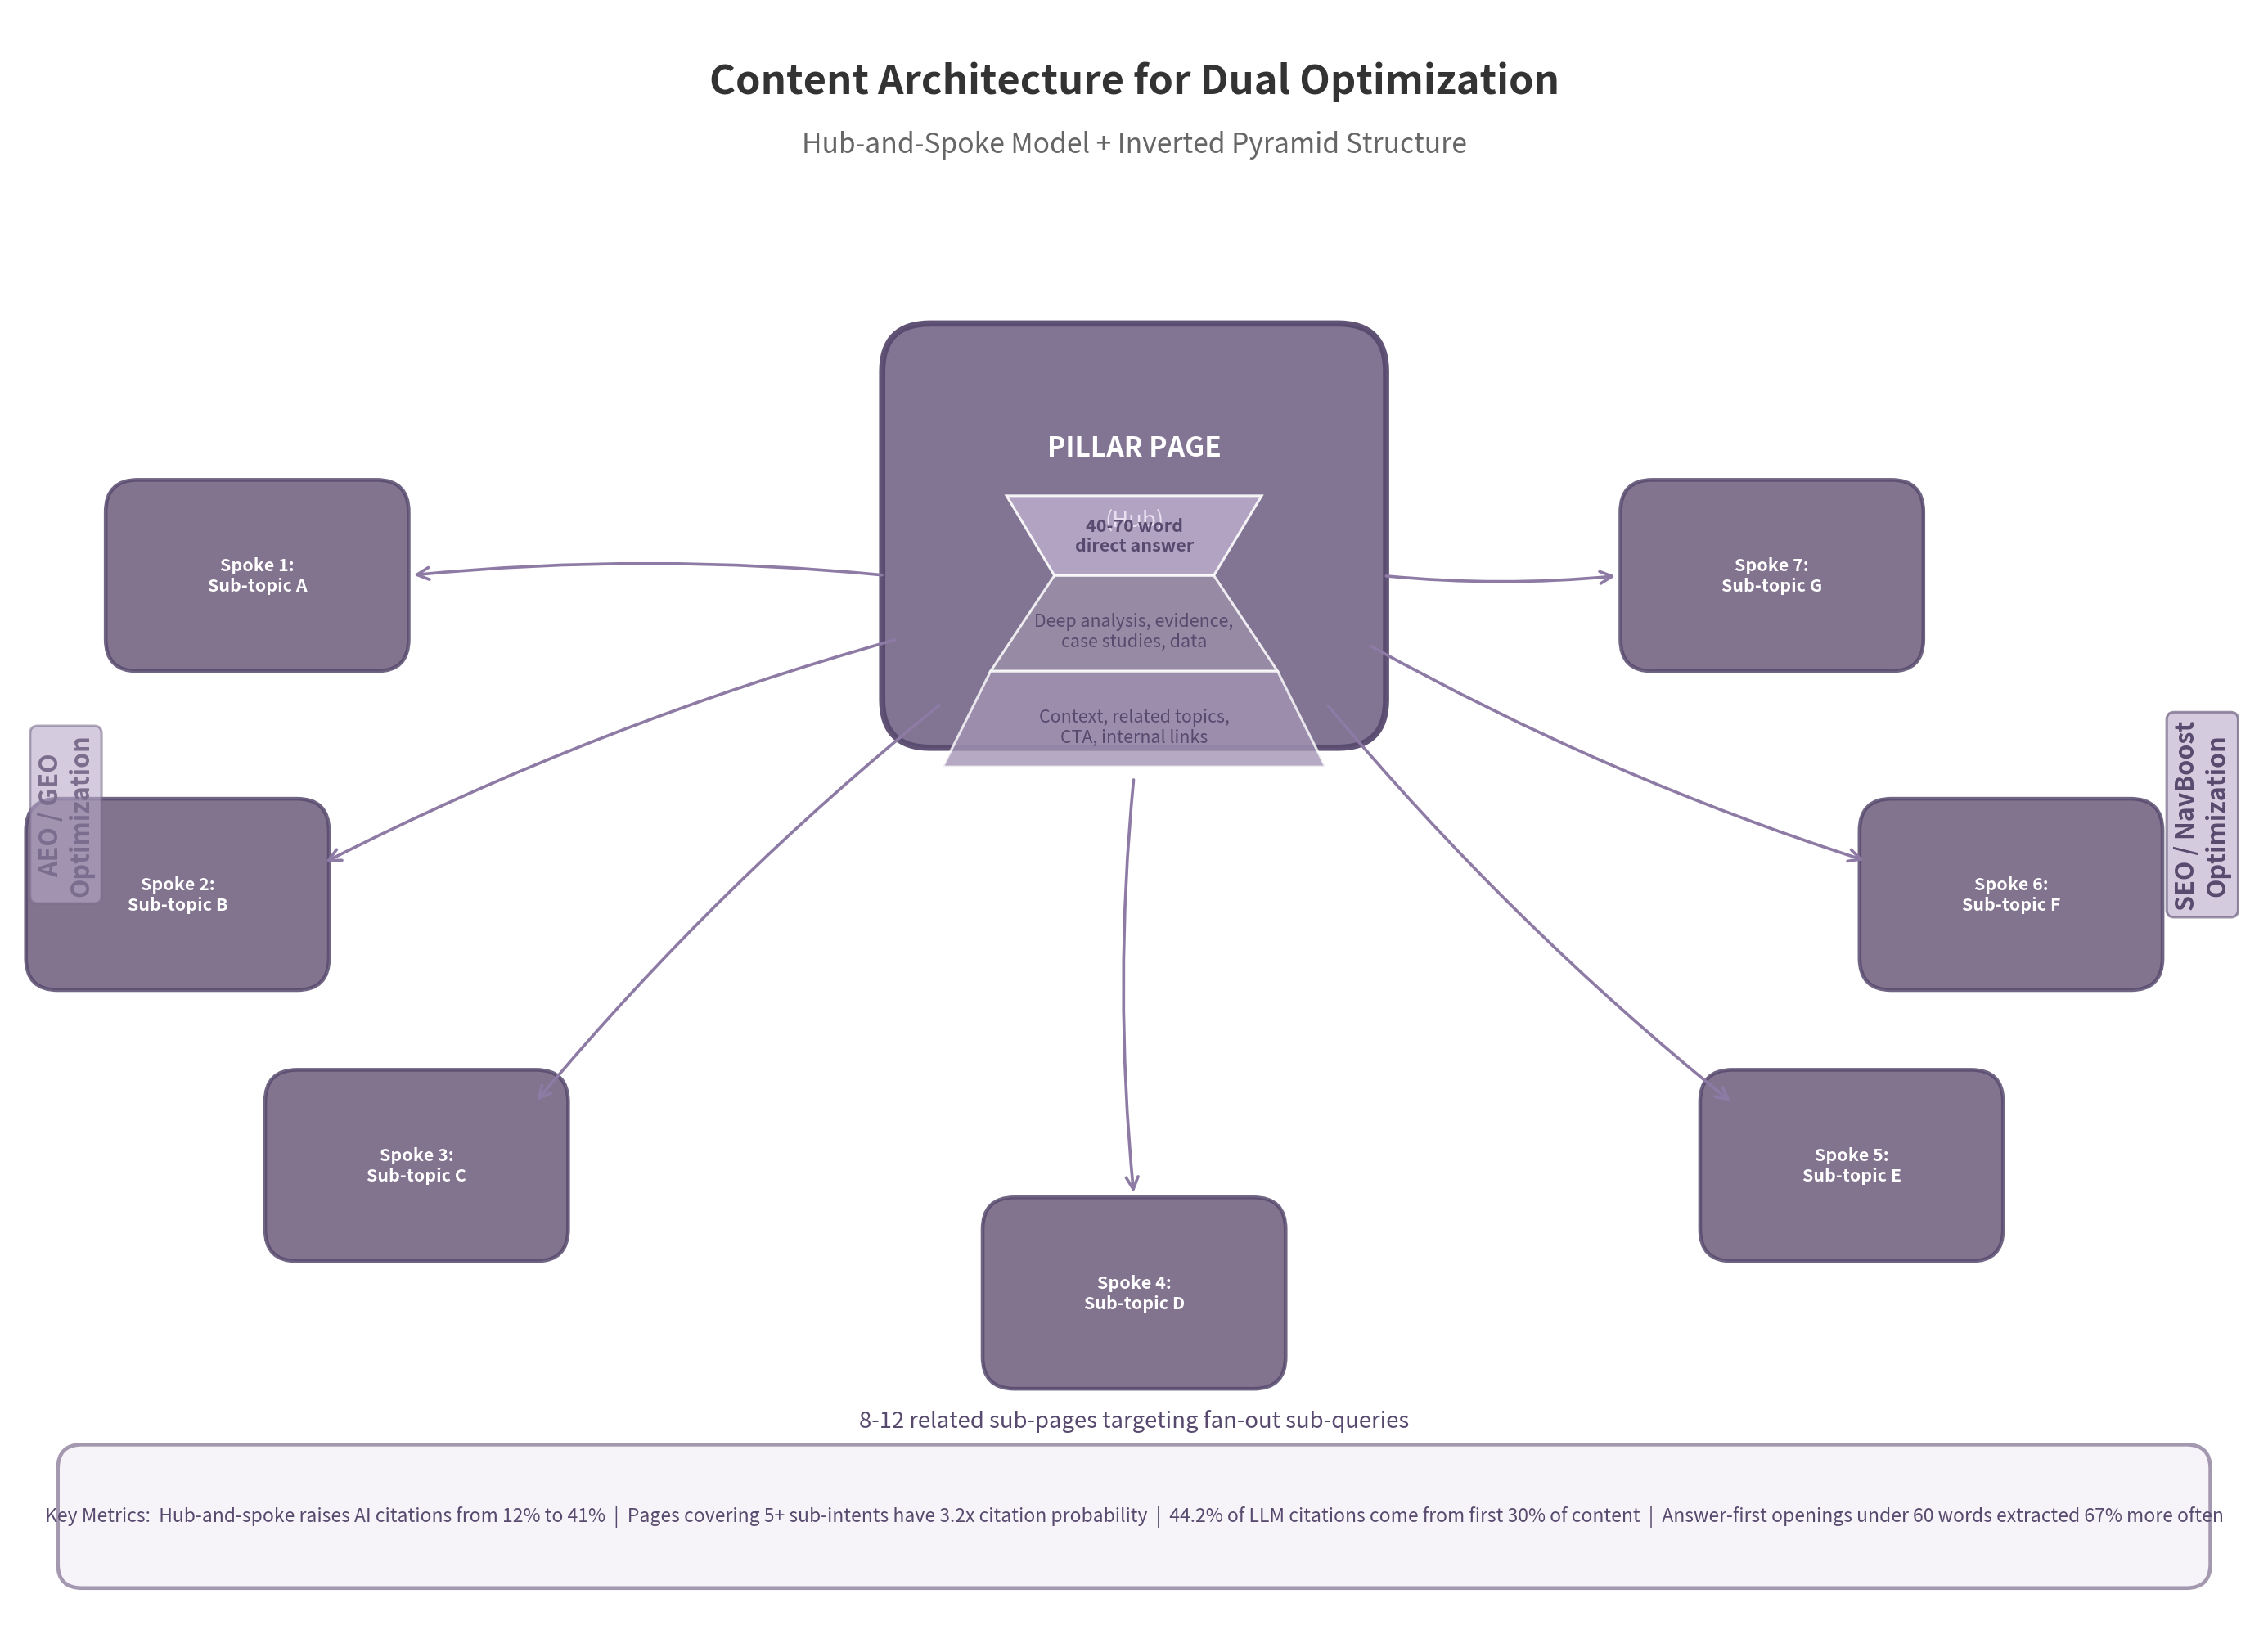 Content Architecture for Dual Optimization
Hub-and-Spoke Model + Inverted Pyramid Structure
PILLAR PAGE
(Hub)
40-70 word
direct answer
Deep analysis, evidence,
case studies, data
Context, related topics,
CTA, internal links
Spoke 1:
Sub-topic A
Spoke 7:
Sub-topic G
AEO / GEO
Optimization
SEO / NavBoost
Optimization
Spoke 2:
Sub-topic B
Spoke 6:
Sub-topic F
Spoke 3:
Sub-topic C
Spoke 5:
Sub-topic E
Spoke 4:
Sub-topic D
8-12 related sub-pages targeting fan-out sub-queries
Key Metrics:  Hub-and-spoke raises AI citations from 12% to 41%  |  Pages covering 5+ sub-intents have 3.2x citation probability  |  44.2% of LLM citations come from first 30% of content  |  Answer-first openings under 60 words extracted 67% more often